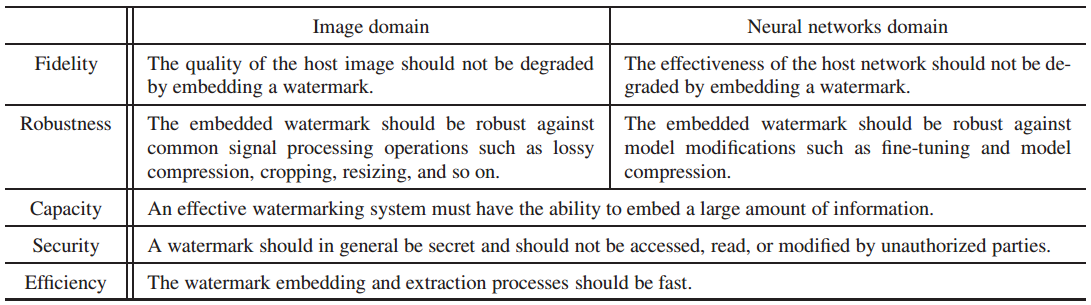 Image domain Neural networks domain
Fidelity The quality of the host image should not be degraded The effectiveness of the host network should not be de-
by embedding a watermark. graded by embedding a watermark.
Robustness The embedded watermark should be robust against The embedded watermark should be robust against
common signal processing operations such as lossy model modifications such as fine-tuning and model
compression, cropping, resizing, and so on. compression.
Capacity An effective watermarking system must have the ability to embed a large amount of information.
Security A watermark should in general be secret and should not be accessed, read, or modified by unauthorized parties.
Efficiency The watermark embedding and extraction processes should be fast.